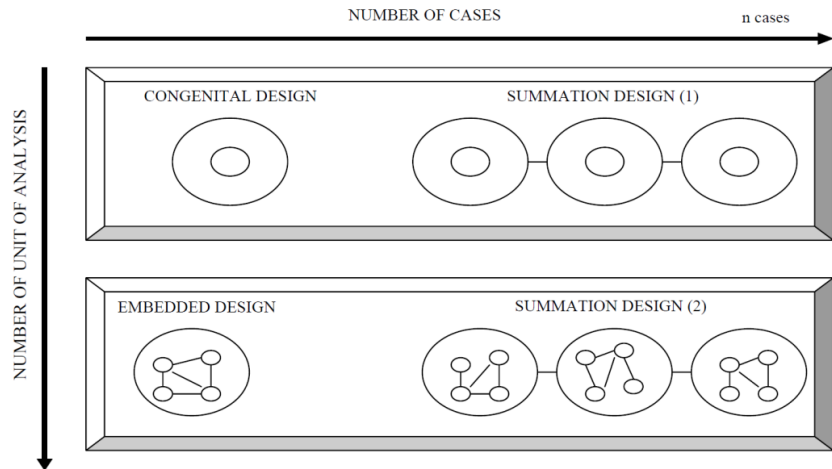 NUMBER OF CASES
n cases
NUMBER OF UNIT OF ANALYSIS
CONGENITAL DESIGN
SUMMATION DESIGN (1)
EMBEDDED DESIGN
SUMMATION DESIGN (2)